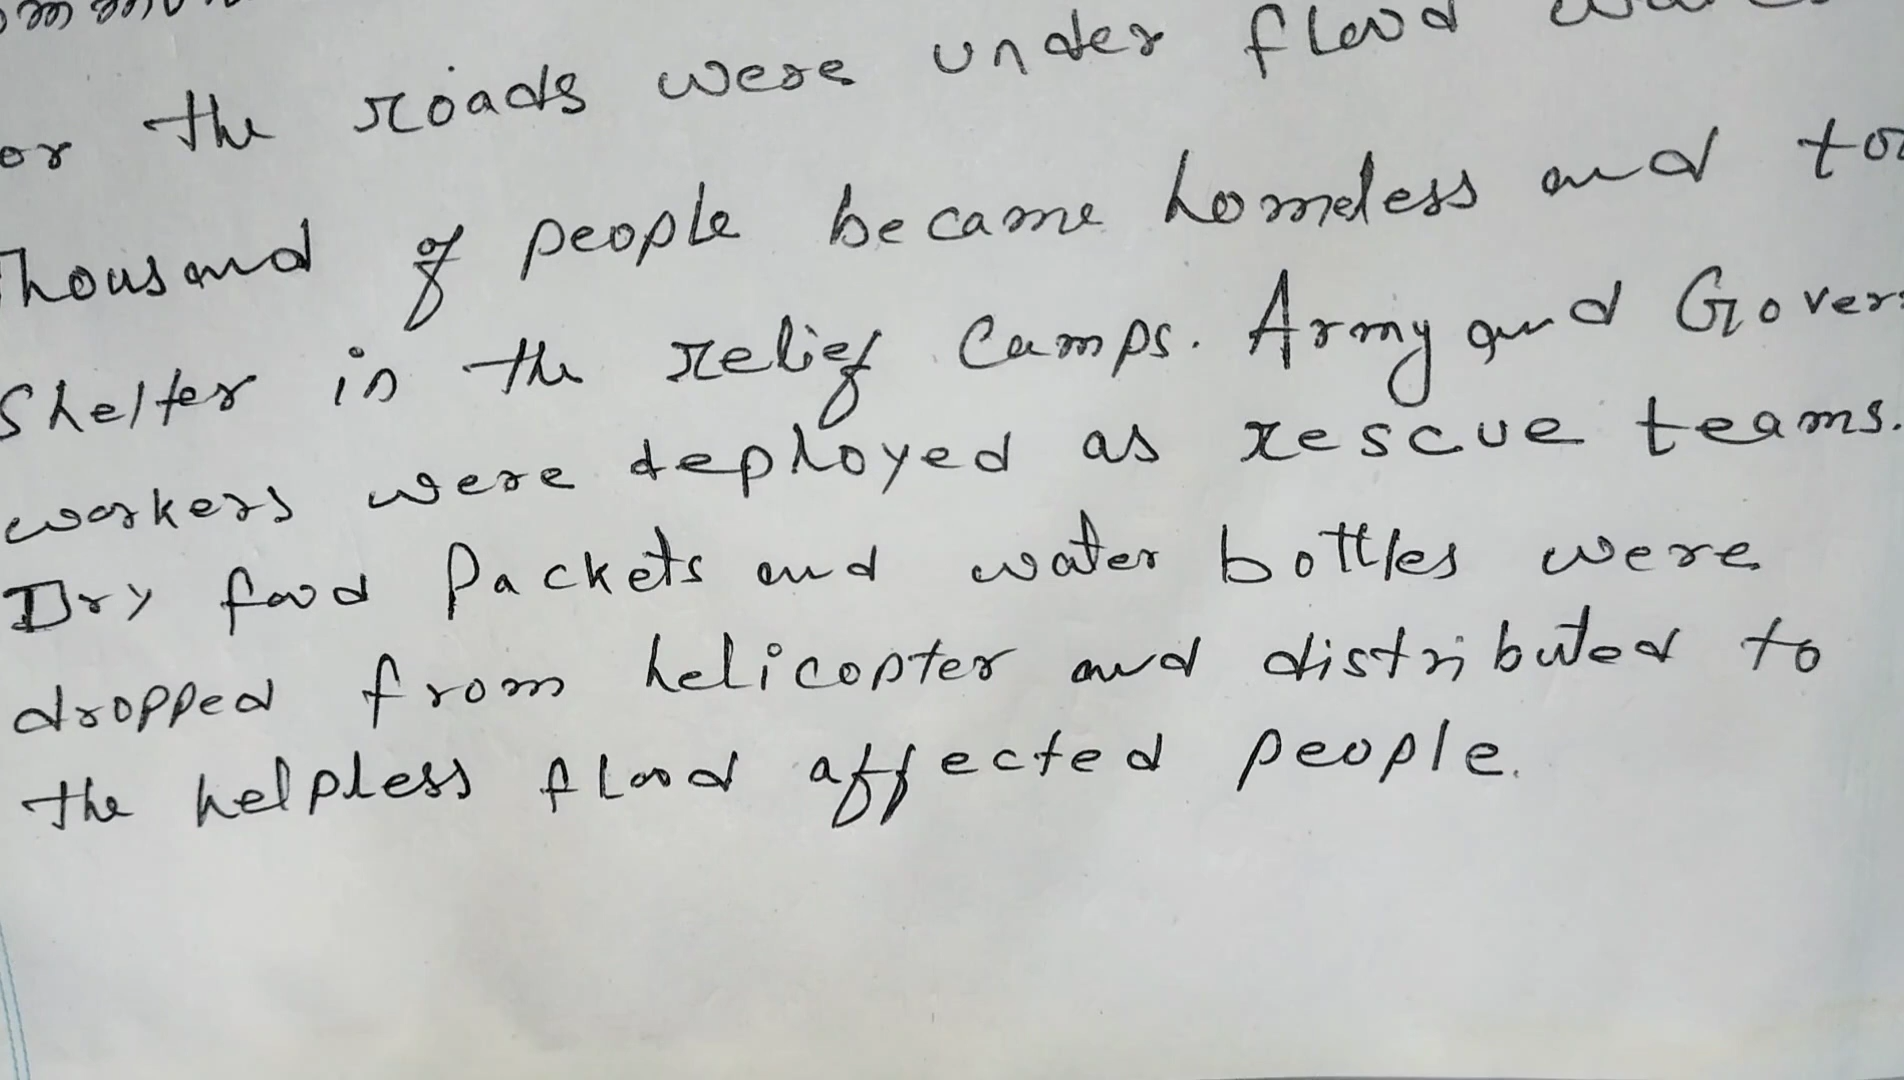 or the roads were under flood
Thousand of people became homeless and
Shelter in the relief Camps. Army and
workers were deployed as rescue teams.
Dry food Packets and water bottles were
dropped from helicopter and distributed to
the helpless flood affected people.